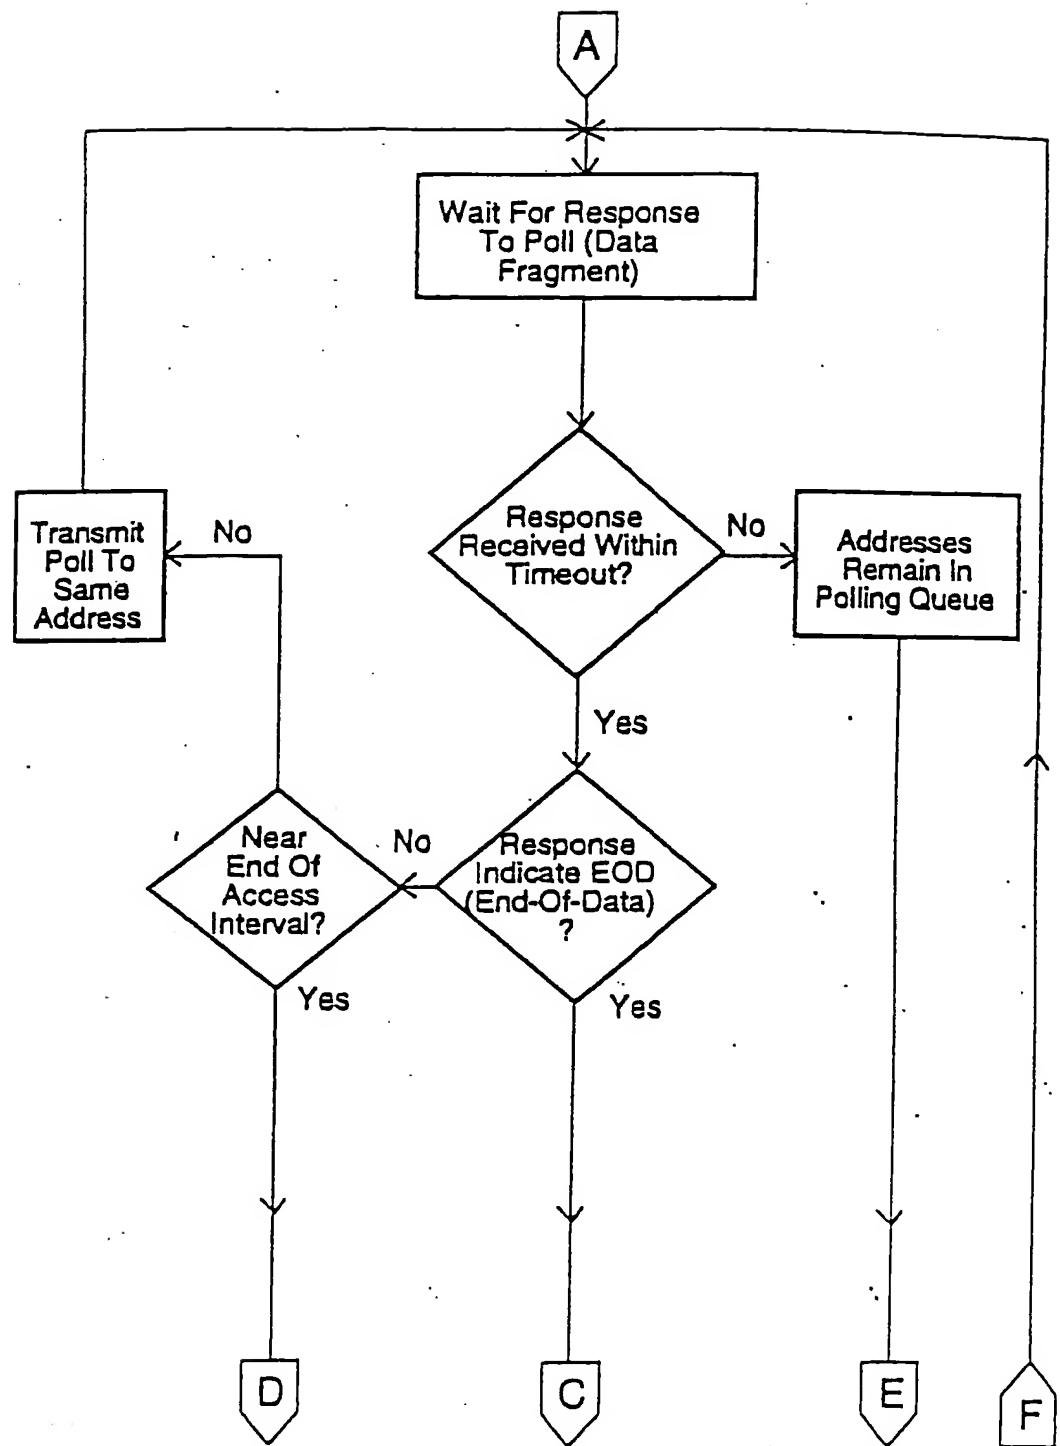 A
Wait For Response
To Poll (Data
Fragment)
Response
Received Within
Timeout?
No
Addresses
Remain In
Polling Queue
Transmit
Poll To
Same
Address
No
Yes
Near
End Of
Access
Interval?
No
Response
Indicate EOD
(End-Of-Data)
?
Yes
Yes
D
C
E
F